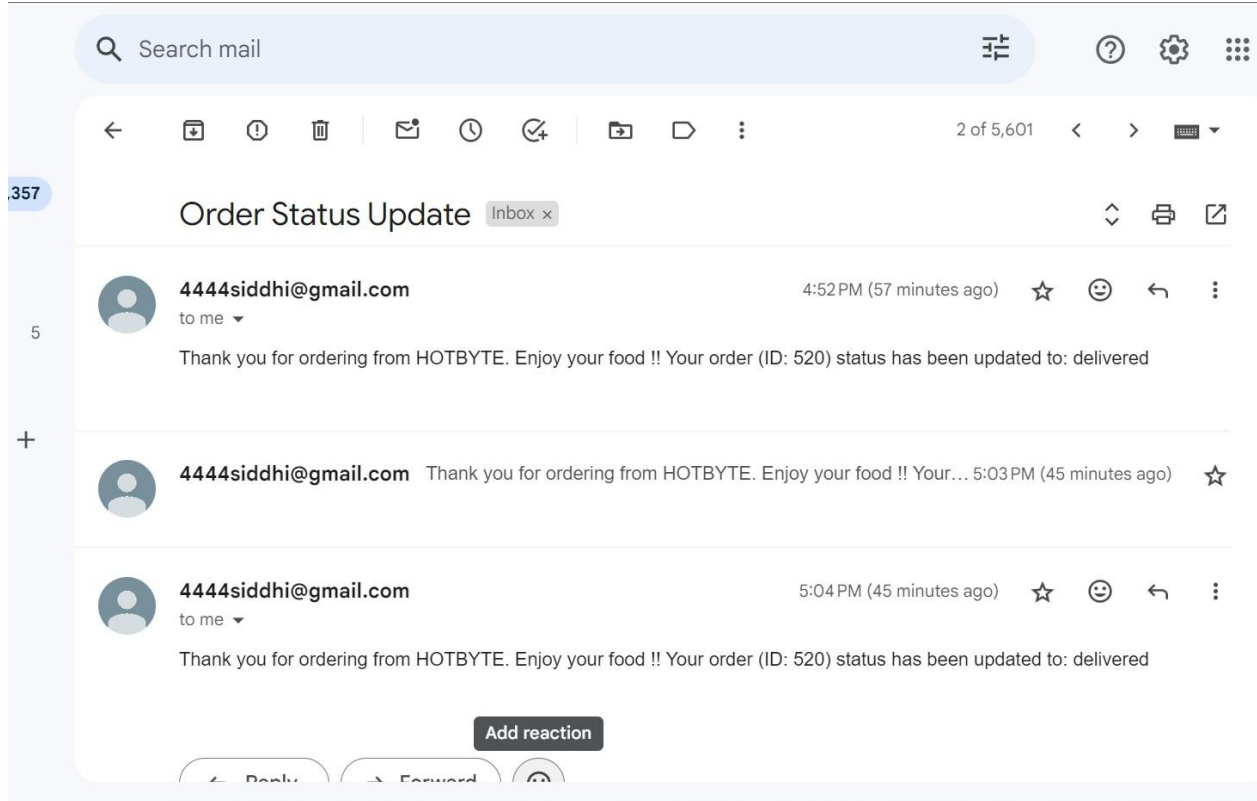 Search mail
2 of 5,601
,357
Order Status Update Inbox ×
4444siddhi@gmail.com 4:52 PM (57 minutes ago)
to me
5
Thank you for ordering from HOTBYTE. Enjoy your food !! Your order (ID: 520) status has been updated to: delivered
4444siddhi@gmail.com Thank you for ordering from HOTBYTE. Enjoy your food !! Your… 5:03 PM (45 minutes ago)
4444siddhi@gmail.com 5:04 PM (45 minutes ago)
to me
Thank you for ordering from HOTBYTE. Enjoy your food !! Your order (ID: 520) status has been updated to: delivered
Add reaction
Reply Forward